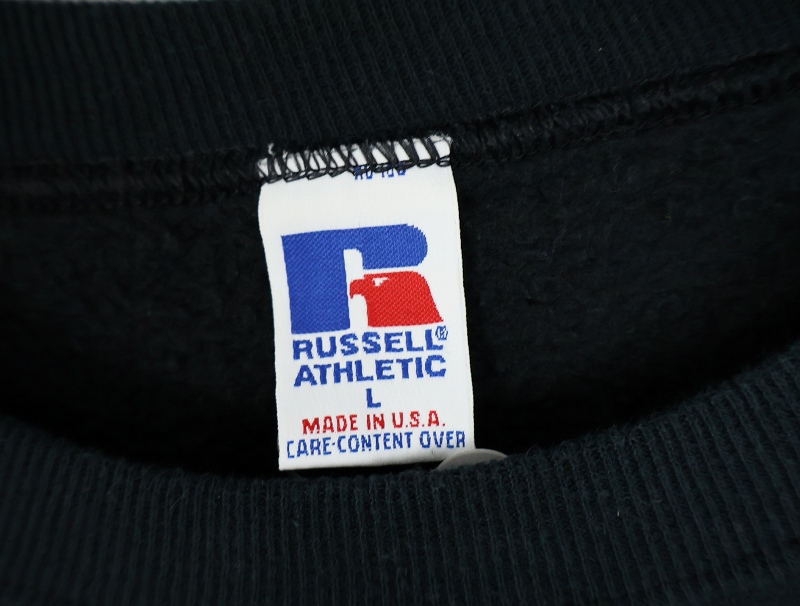 RUSSELL®
ATHLETIC
L
MADE IN U.S.A.
CARE-CONTENT OVER